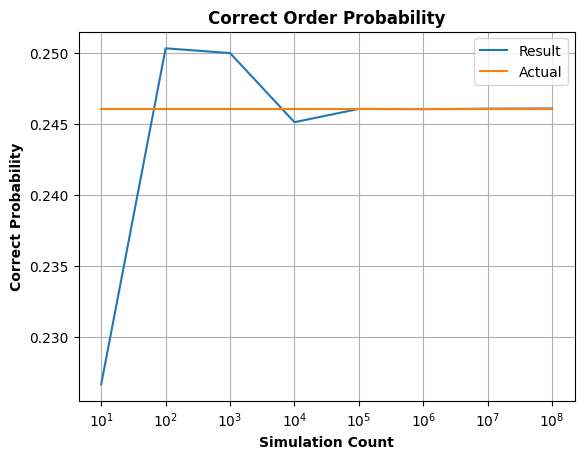 Correct Order Probability
Result
Actual
Correct Probability
0.250
0.245
0.240
0.235
0.230
10¹ 10² 10³ 10⁴ 10⁵ 10⁶ 10⁷ 10⁸
Simulation Count